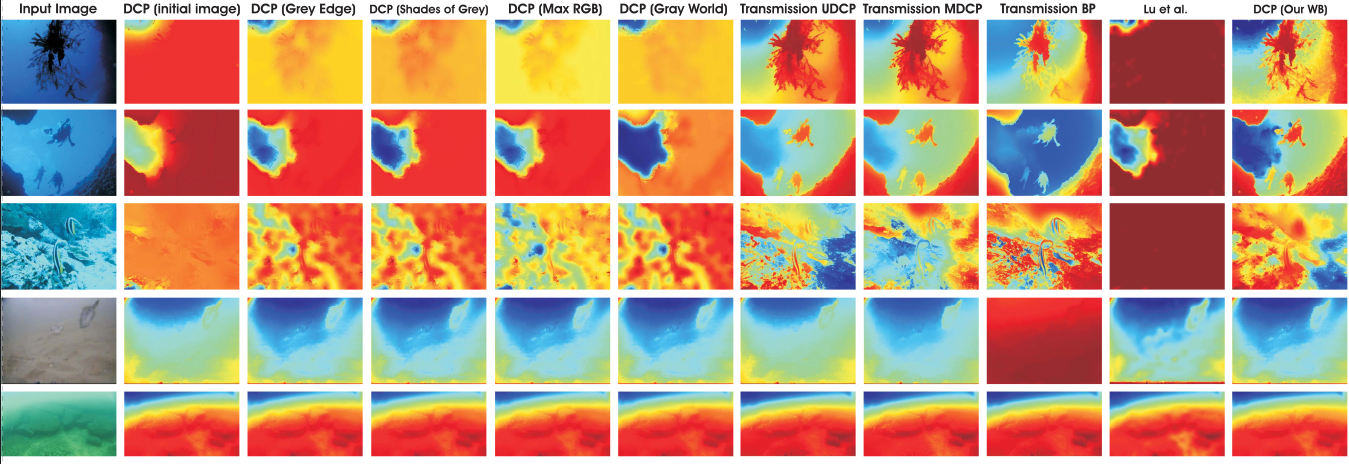 Input Image
DCP (initial image)
DCP (Grey Edge)
DCP (Shades of Grey)
DCP (Max RGB)
DCP (Gray World)
Transmission UDCP
Transmission MDCP
Transmission BP
Lu et al.
DCP (Our WB)